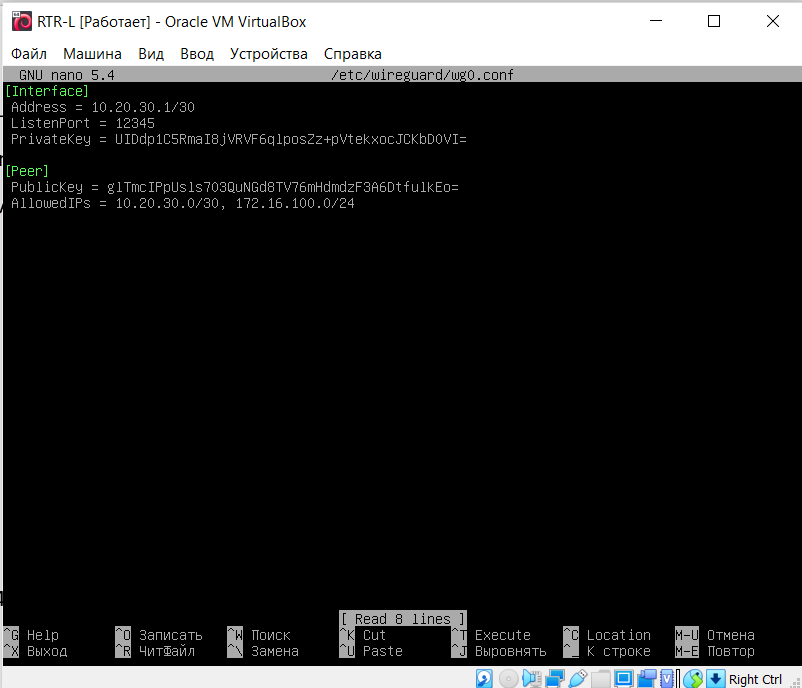 RTR-L [Работает] - Oracle VM VirtualBox
Файл Машина Вид Ввод Устройства Справка
GNU nano 5.4 /etc/wireguard/wg0.conf
[Interface]
Address = 10.20.30.1/30
ListenPort = 12345
PrivateKey = UIDdp1C5RmaI8jVRVF6qlposZz+pVtekxocJCKbD0VI=
[Peer]
PublicKey = glTmcIPpUsls703QuNGd8TV76mHdmdzF3A6DtfulkEo=
AllowedIPs = 10.20.30.0/30, 172.16.100.0/24
[ Read 8 lines ]
^G Help ^O Записать ^W Поиск ^K Cut ^T Execute ^C Location M-U Отмена
^X Выход ^R ЧитФайл ^\ Замена ^U Paste ^J Выровнять ^_ К строке M-E Повтор
Right Ctrl